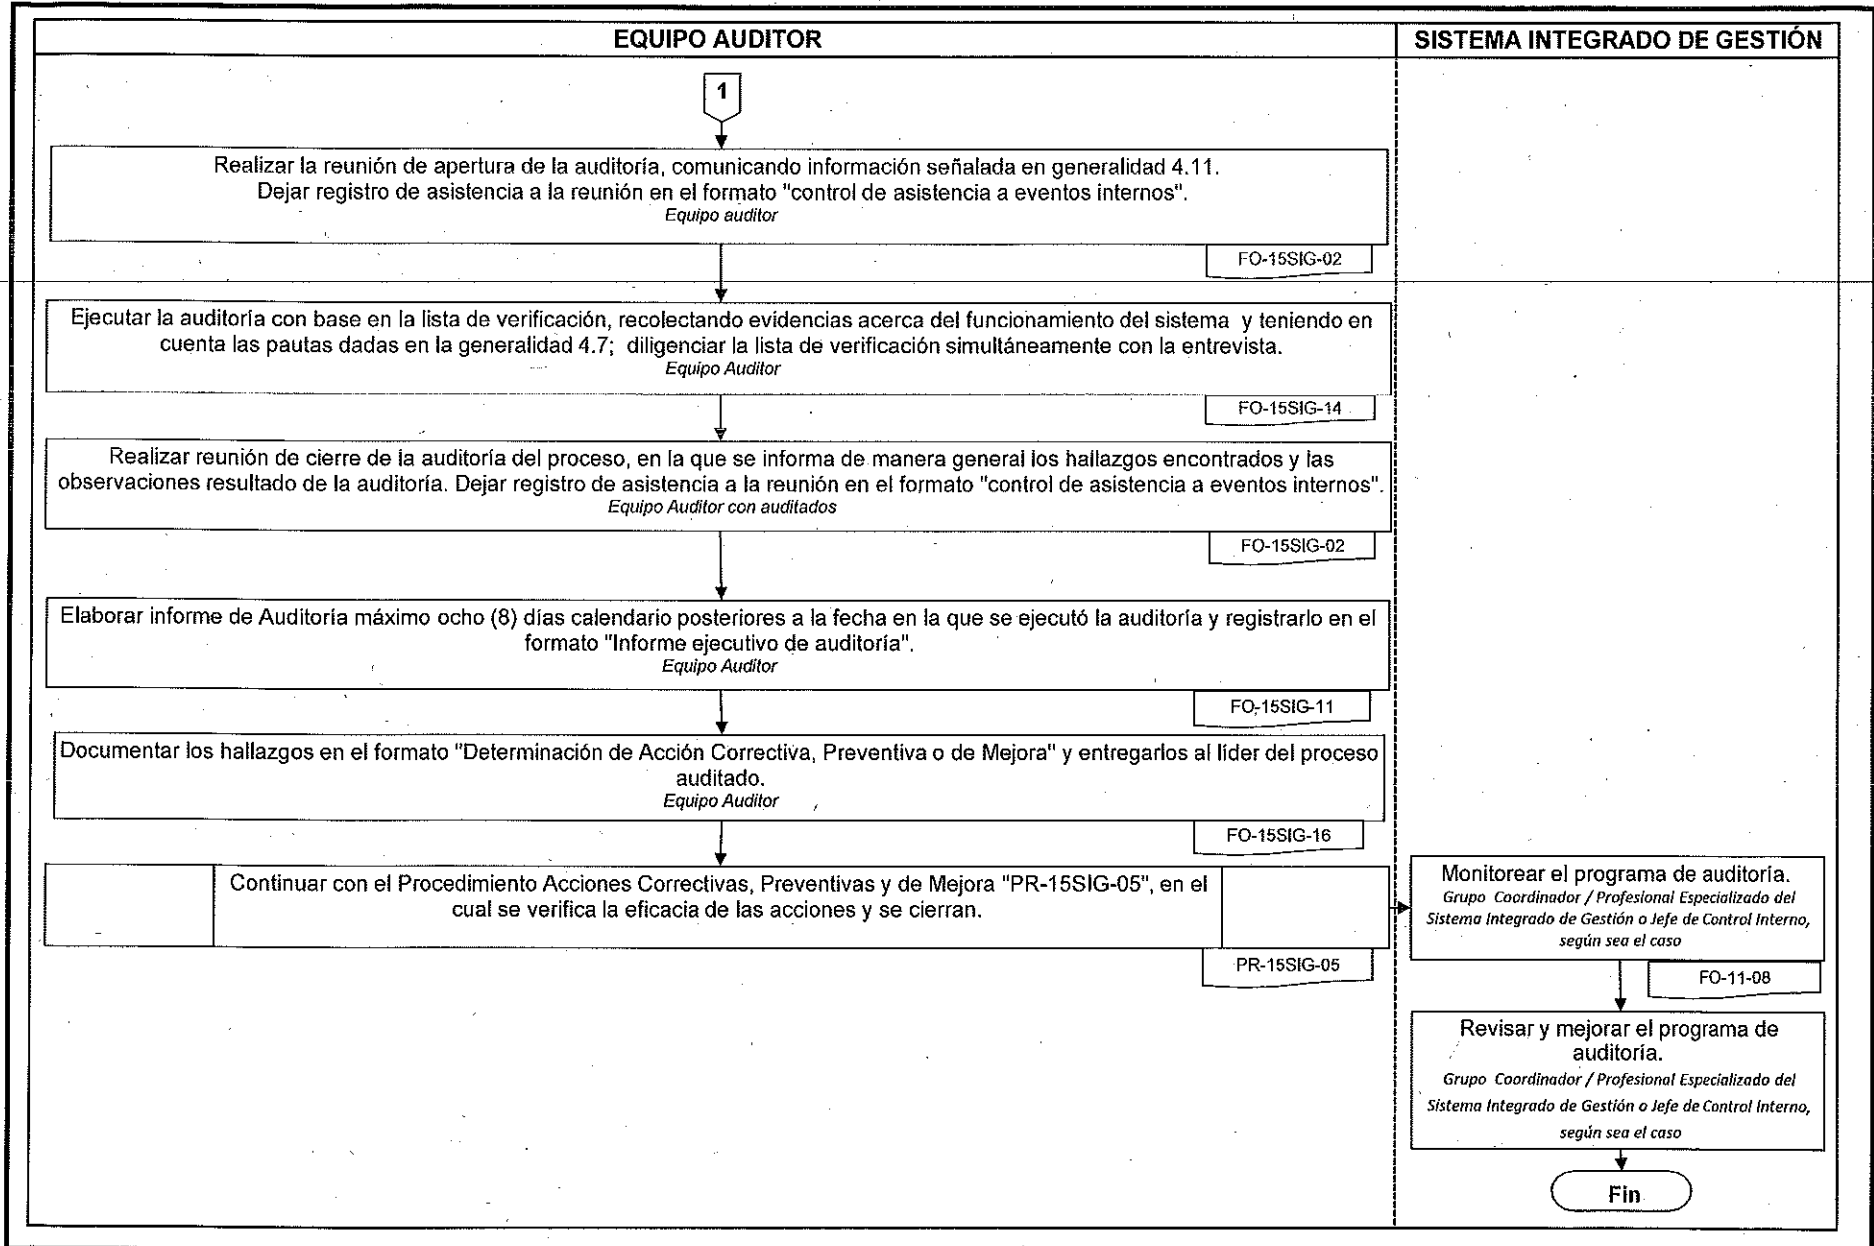 EQUIPO AUDITOR
SISTEMA INTEGRADO DE GESTIÓN
1
Realizar la reunión de apertura de la auditoría, comunicando información señalada en generalidad 4.11.
Dejar registro de asistencia a la reunión en el formato "control de asistencia a eventos internos".
Equipo auditor
FO-15SIG-02
Ejecutar la auditoría con base en la lista de verificación, recolectando evidencias acerca del funcionamiento del sistema y teniendo en
cuenta las pautas dadas en la generalidad 4.7; diligenciar la lista de verificación simultáneamente con la entrevista.
Equipo Auditor
FO-15SIG-14
Realizar reunión de cierre de la auditoría del proceso, en la que se informa de manera general los hallazgos encontrados y las
observaciones resultado de la auditoría. Dejar registro de asistencia a la reunión en el formato "control de asistencia a eventos internos".
Equipo Auditor con auditados
FO-15SIG-02
Elaborar informe de Auditoría máximo ocho (8) días calendario posteriores a la fecha en la que se ejecutó la auditoría y registrarlo en el
formato "Informe ejecutivo de auditoría".
Equipo Auditor
FO-15SIG-11
Documentar los hallazgos en el formato "Determinación de Acción Correctiva, Preventiva o de Mejora" y entregarlos al líder del proceso
auditado.
Equipo Auditor
FO-15SIG-16
Continuar con el Procedimiento Acciones Correctivas, Preventivas y de Mejora "PR-15SIG-05", en el
cual se verifica la eficacia de las acciones y se cierran.
PR-15SIG-05
Monitorear el programa de auditoría.
Grupo Coordinador / Profesional Especializado del
Sistema Integrado de Gestión o Jefe de Control Interno,
según sea el caso
FO-11-08
Revisar y mejorar el programa de
auditoría.
Grupo Coordinador / Profesional Especializado del
Sistema Integrado de Gestión o Jefe de Control Interno,
según sea el caso
Fin